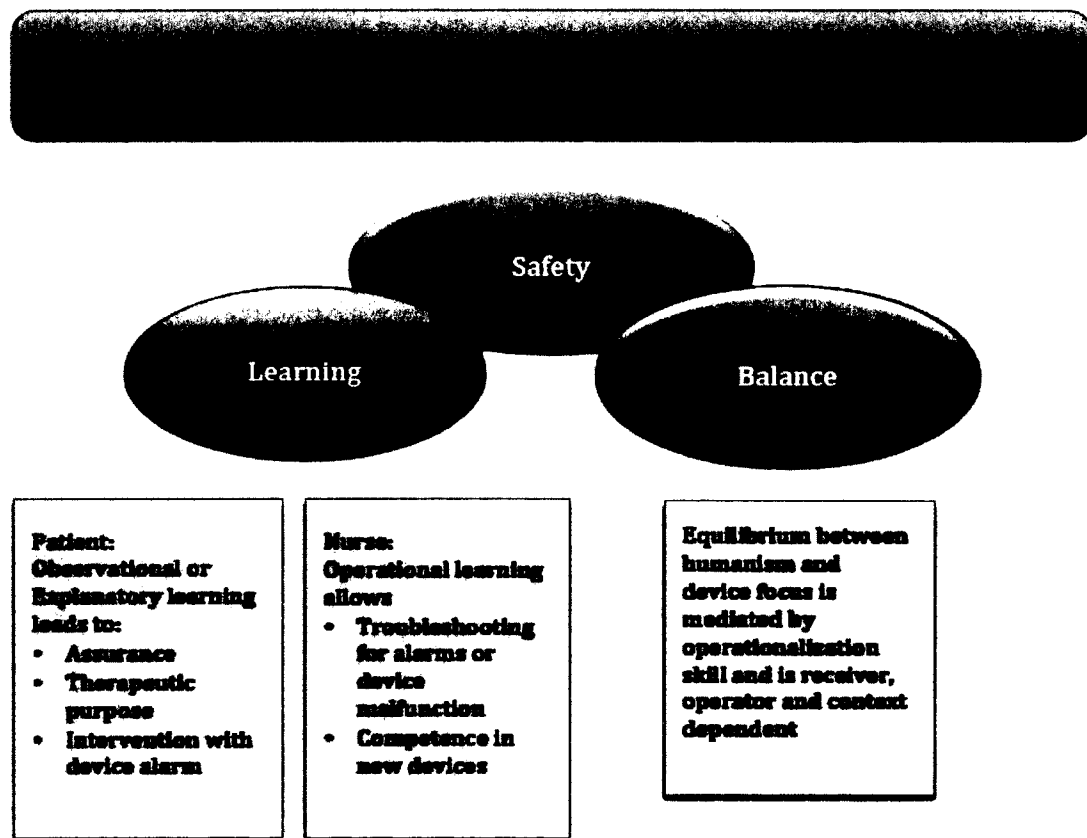 Safety
Learning
Balance
Patient:
Observational or
Explanatory learning
leads to:
• Assurance
• Therapeutic
purpose
• Intervention with
device alarm
Nurse:
Operational learning
allows
• Troubleshooting
for alarms or
device
malfunction
• Competence in
new devices
Equilibrium between
humanism and
device focus is
mediated by
operationalization
skill and is receiver,
operator and context
dependent